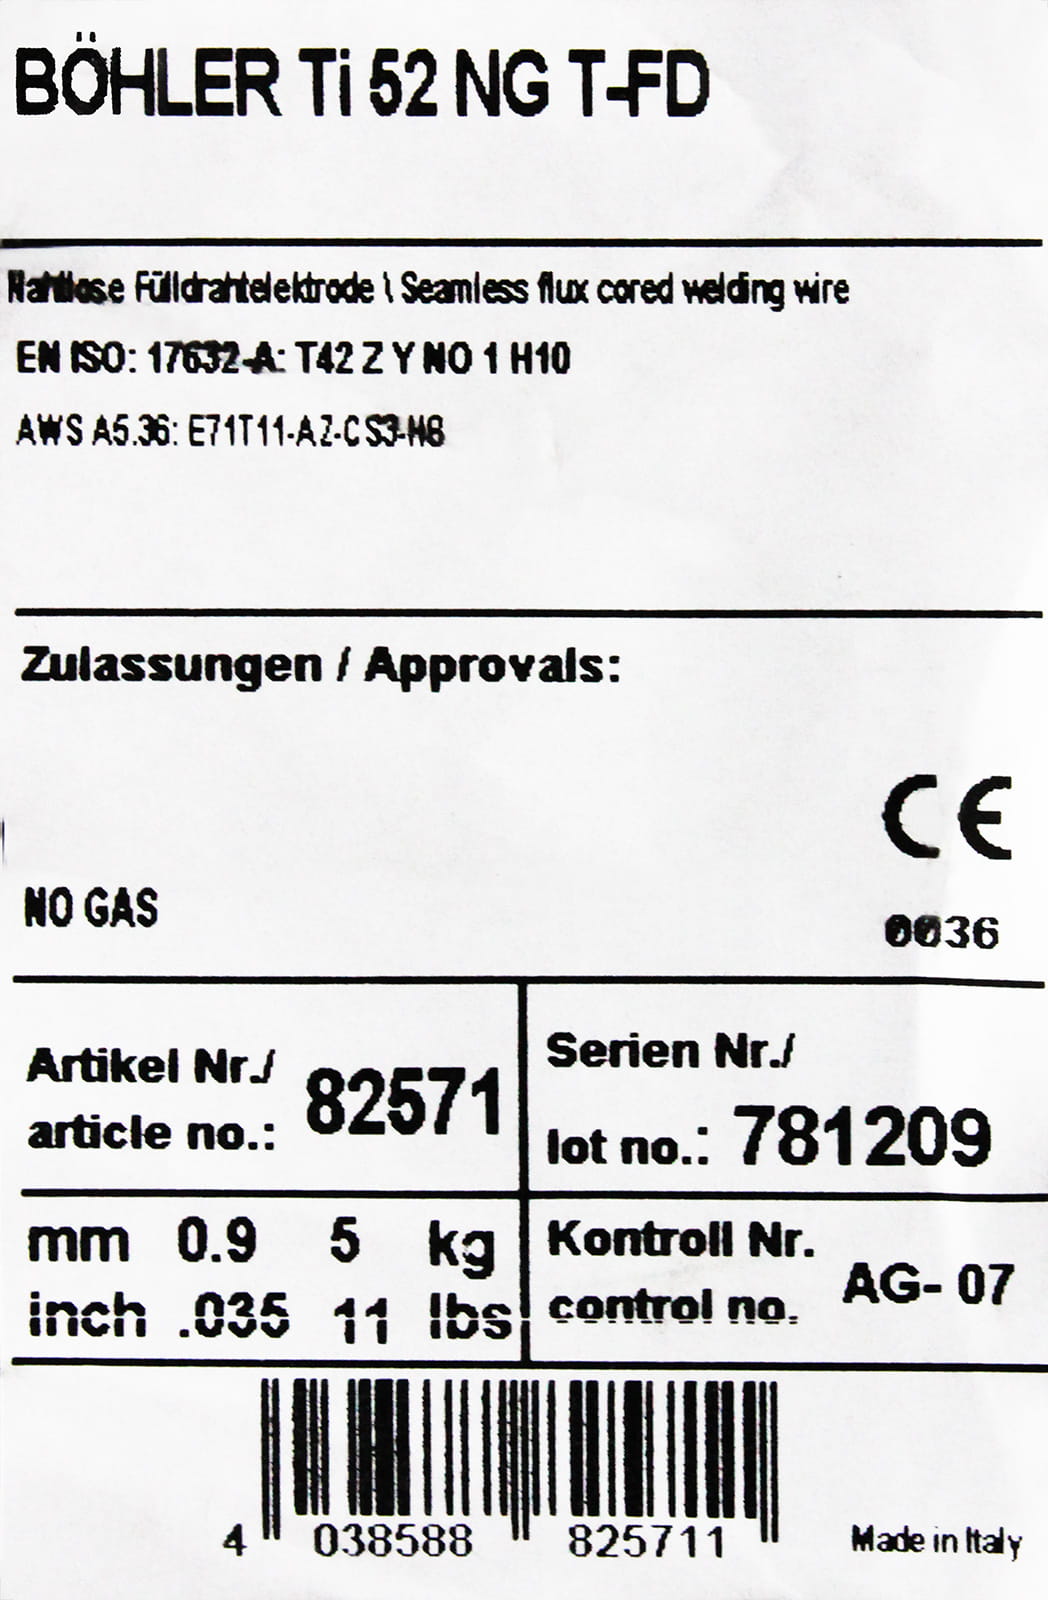 BÖHLER Ti 52 NG T-FD
Nahtlose Fülldrahtelektrode \ Seamless flux cored welding wire
EN ISO: 17632-A: T42 Z Y NO 1 H10
AWS A5.36: E71T11-AZ-CS3-H8
Zulassungen / Approvals:
CE
NO GAS
0036
Artikel Nr./
article no.: 82571
Serien Nr./
lot no.: 781209
mm 0.9 5 kg
inch .035 11 lbs
Kontroll Nr.
control no. AG- 07
4 038588 825711
Made in Italy